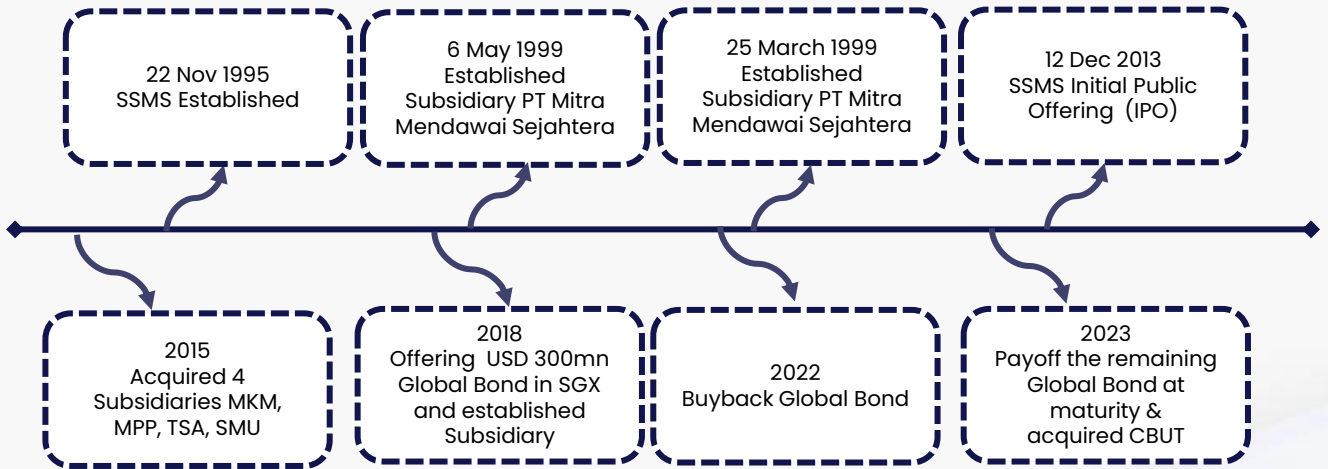 22 Nov 1995
SSMS Established
6 May 1999
Established
Subsidiary PT Mitra
Mendawai Sejahtera
25 March 1999
Established
Subsidiary PT Mitra
Mendawai Sejahtera
12 Dec 2013
SSMS Initial Public
Offering (IPO)
2015
Acquired 4
Subsidiaries MKM,
MPP, TSA, SMU
2018
Offering USD 300mn
Global Bond in SGX
and established
Subsidiary
2022
Buyback Global Bond
2023
Payoff the remaining
Global Bond at
maturity &
acquired CBUT